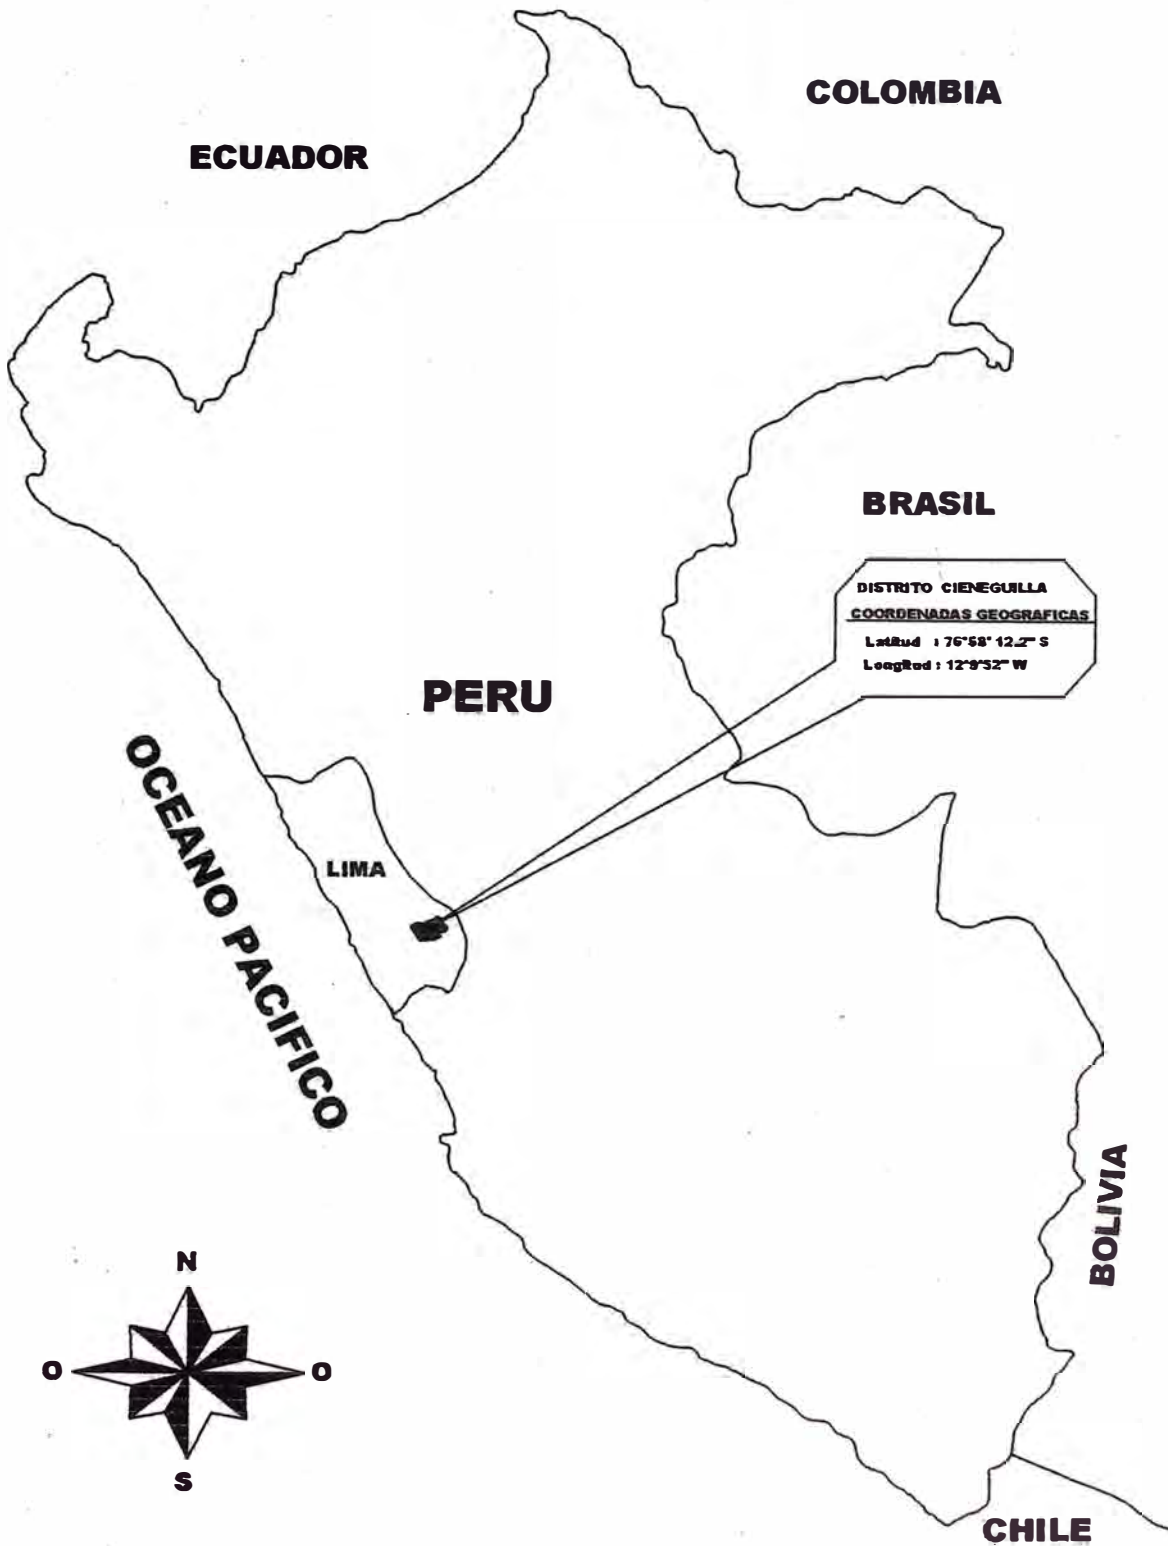 COLOMBIA
ECUADOR
BRASIL
DISTRITO CIENEGUILLA
COORDENADAS GEOGRAFICAS
Latitud : 76°58' 12.2" S
Longitud : 12°9'52" W
PERU
OCEANO PACIFICO
LIMA
BOLIVIA
N
O
O
S
CHILE